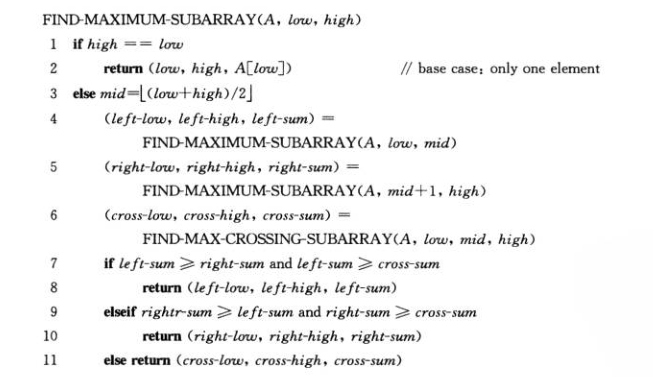 FIND-MAXIMUM-SUBARRAY(A, low, high)
1 if high == low
2 return (low, high, A[low]) // base case; only one element
3 else mid=⌊(low+high)/2⌋
4 (left-low, left-high, left-sum) =
FIND-MAXIMUM-SUBARRAY(A, low, mid)
5 (right-low, right-high, right-sum) =
FIND-MAXIMUM-SUBARRAY(A, mid+1, high)
6 (cross-low, cross-high, cross-sum) =
FIND-MAX-CROSSING-SUBARRAY(A, low, mid, high)
7 if left-sum ⩾ right-sum and left-sum ⩾ cross-sum
8 return (left-low, left-high, left-sum)
9 elseif rightr-sum ⩾ left-sum and right-sum ⩾ cross-sum
10 return (right-low, right-high, right-sum)
11 else return (cross-low, cross-high, cross-sum)